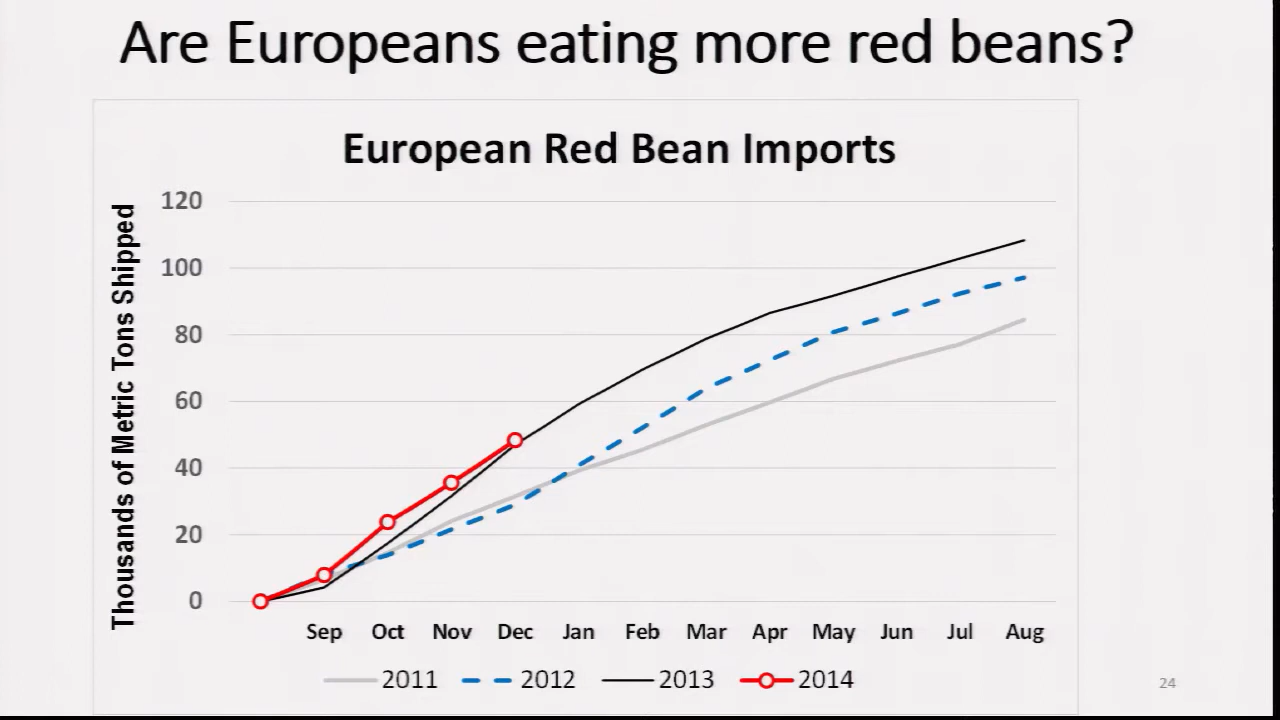 Are Europeans eating more red beans?
European Red Bean Imports
Thousands of Metric Tons Shipped
120
100
80
60
40
20
0
Sep Oct Nov Dec Jan Feb Mar Apr May Jun Jul Aug
2011 2012 2013 2014
24